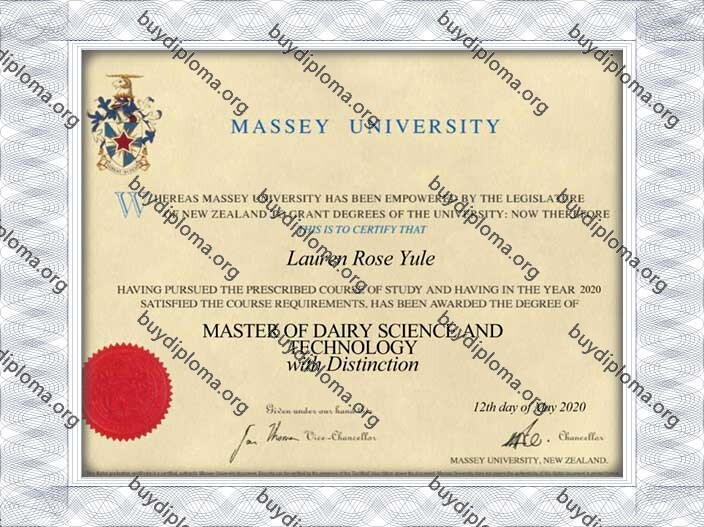 MASSEY UNIVERSITY
WHEREAS MASSEY UNIVERSITY HAS BEEN EMPOWERED BY THE LEGISLATURE
OF NEW ZEALAND TO GRANT DEGREES OF THE UNIVERSITY: NOW THEREFORE
THIS IS TO CERTIFY THAT
Lauren Rose Yule
HAVING PURSUED THE PRESCRIBED COURSE OF STUDY AND HAVING IN THE YEAR 2020
SATISFIED THE COURSE REQUIREMENTS, HAS BEEN AWARDED THE DEGREE OF
MASTER OF DAIRY SCIENCE AND
TECHNOLOGY
with Distinction
Given under our hand
12th day of May 2020
Vice-Chancellor
Chancellor
MASSEY UNIVERSITY, NEW ZEALAND.
buydiploma.org